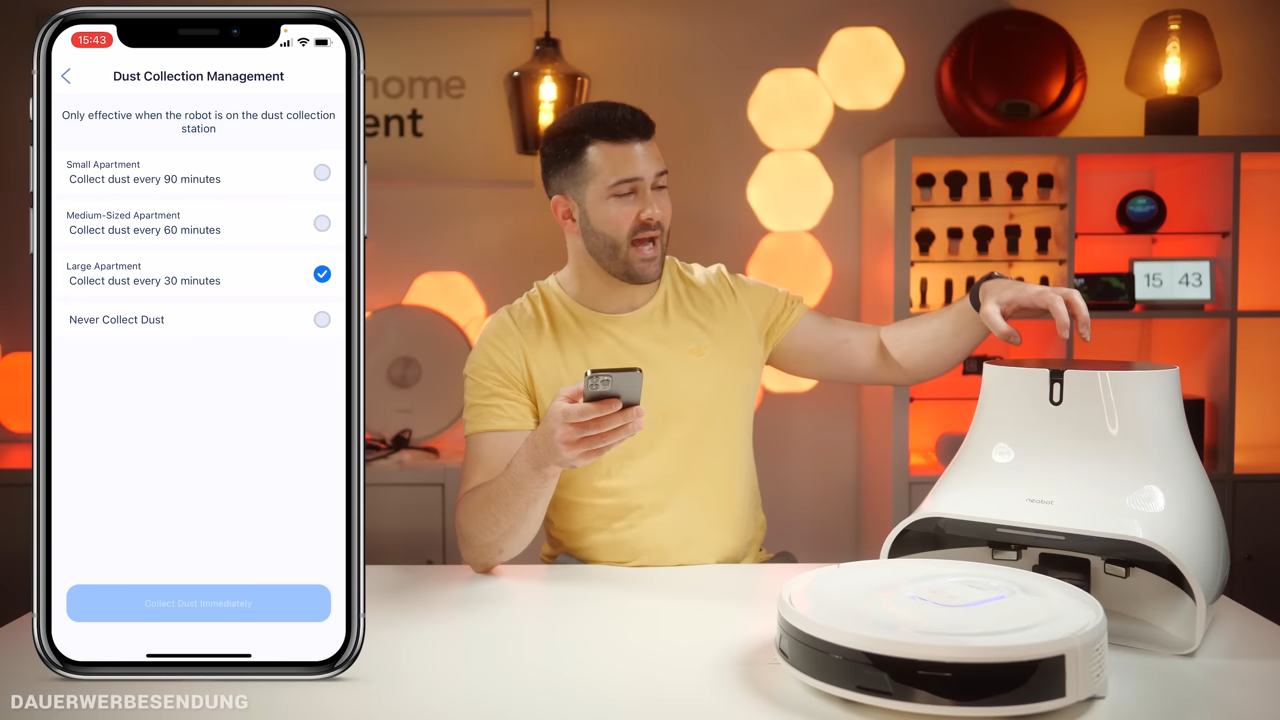 15:43
Dust Collection Management
Only effective when the robot is on the dust collection
station
Small Apartment
Collect dust every 90 minutes
Medium-Sized Apartment
Collect dust every 60 minutes
Large Apartment
Collect dust every 30 minutes
Never Collect Dust
Collect Dust Immediately
home
ent
15 43
neabot
DAUERWERBESENDUNG